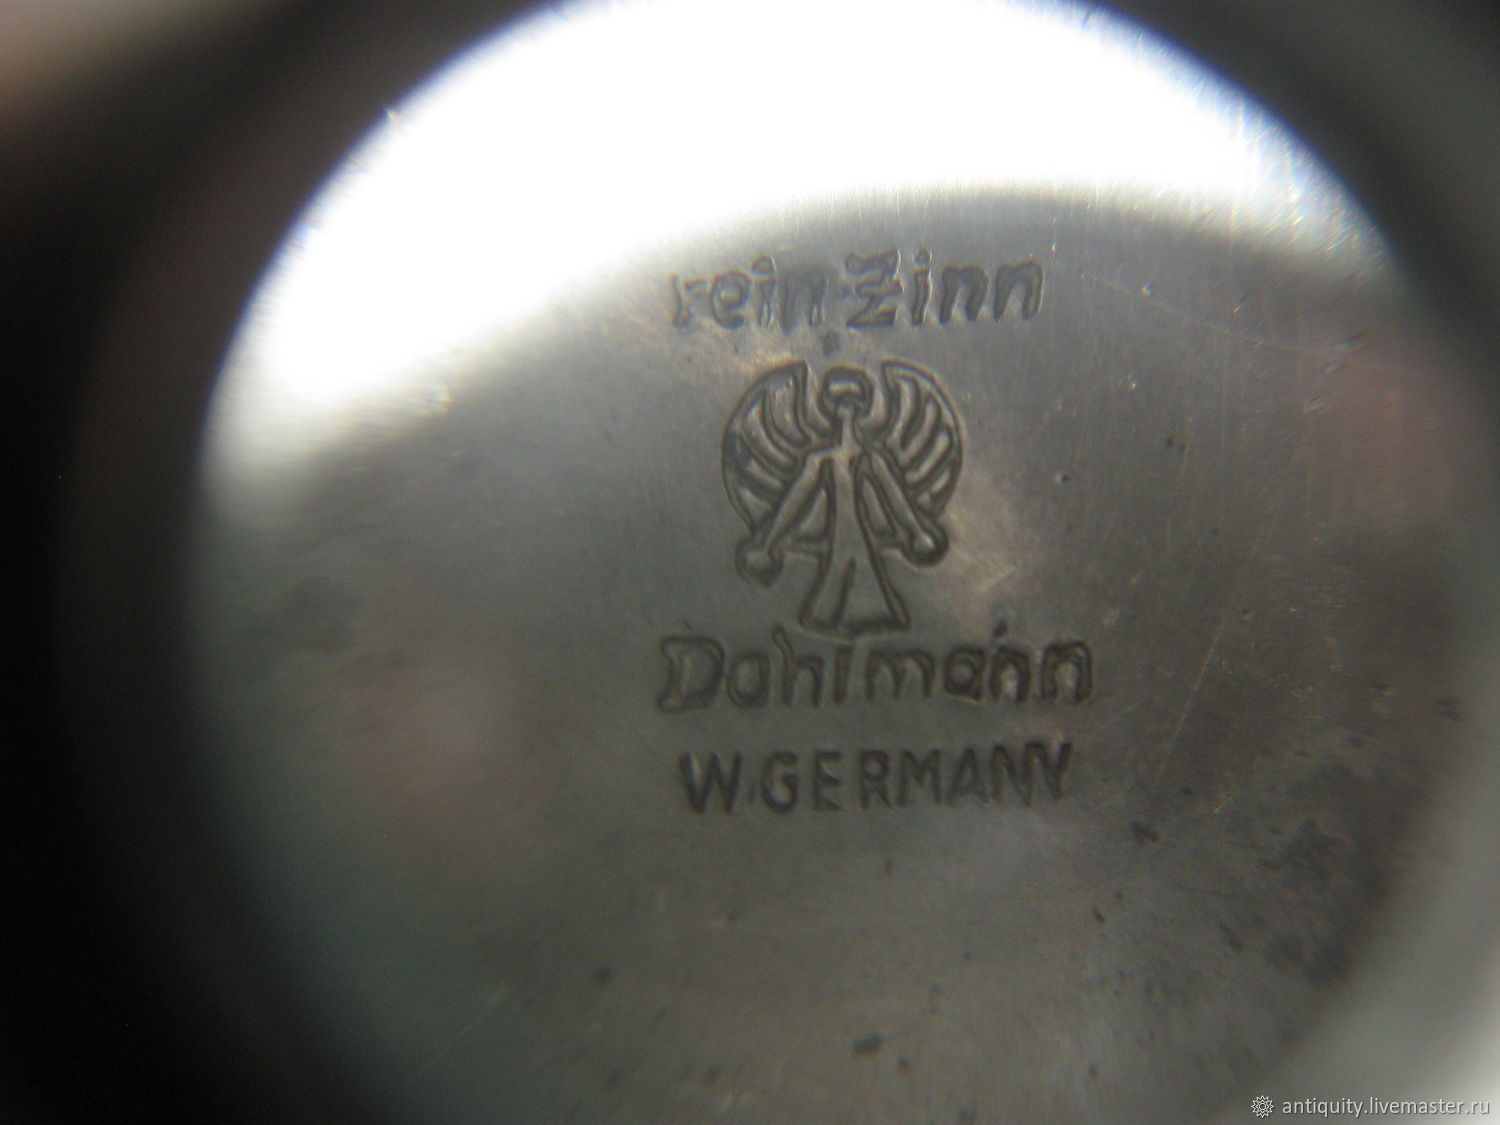 rein Zinn
Dahlmann
W.GERMANY
antiquity.livemaster.ru